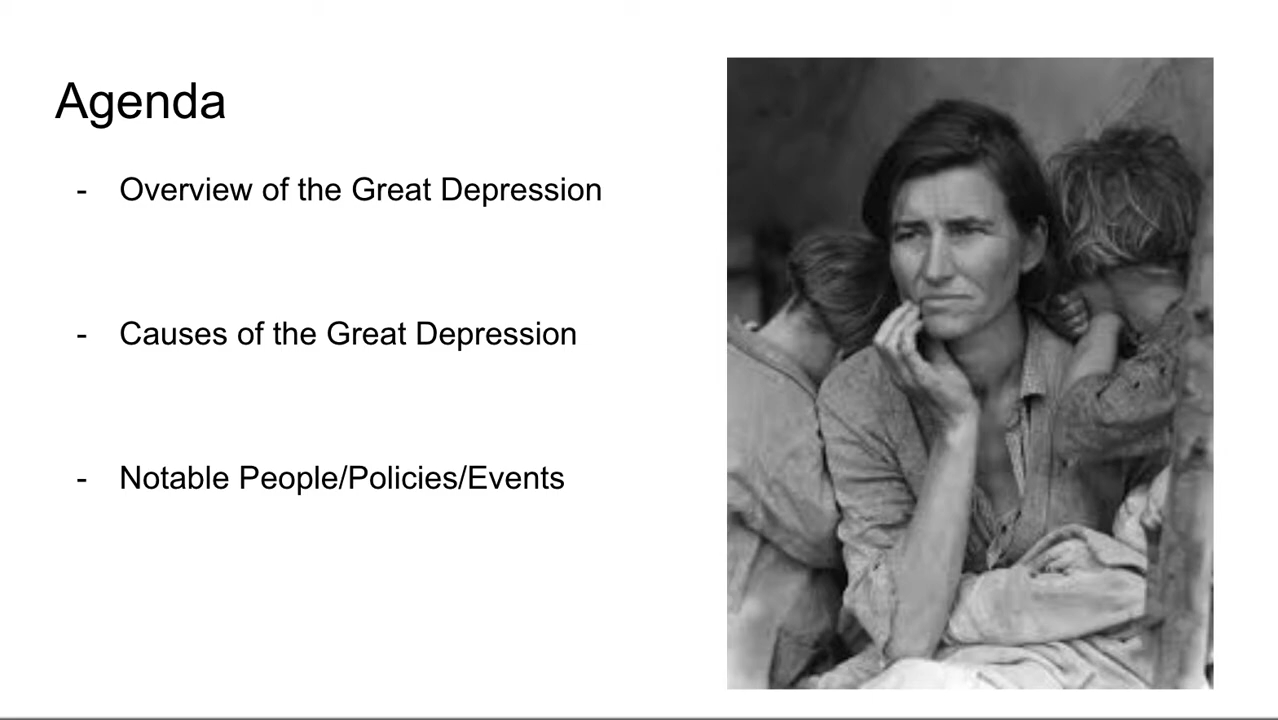 Agenda
- Overview of the Great Depression
- Causes of the Great Depression
- Notable People/Policies/Events